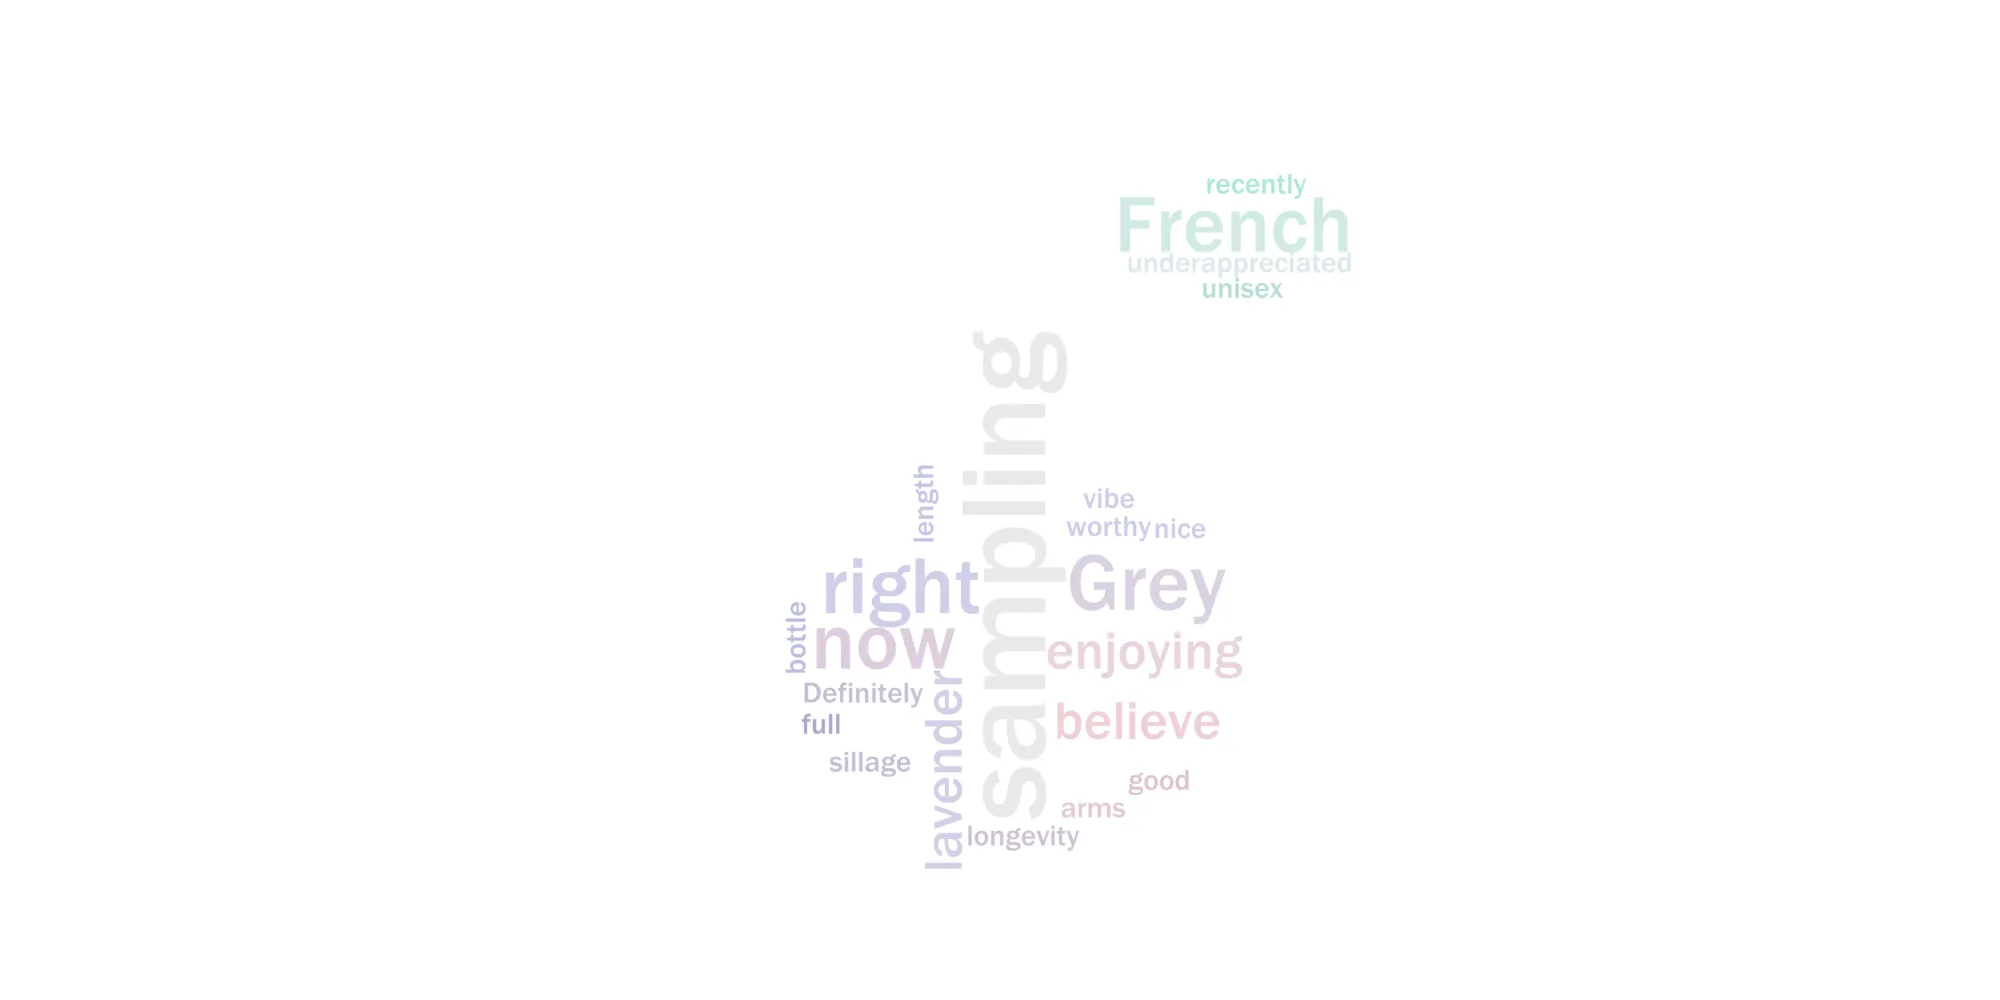 recently
French
underappreciated
unisex
sampling
length
vibe
worthy
nice
right
Grey
bottle
now
enjoying
Definitely
lavender
full
believe
sillage
good
arms
longevity